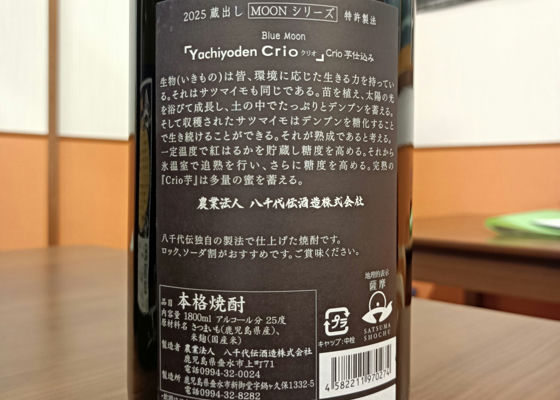 2025 蔵出し MOON シリーズ 特許製法
Blue Moon
「Yachiyoden Crio クリオ」Crio 芋仕込み
生物(いきもの)は皆、環境に応じた生きる力を持ってい
る。それはサツマイモも同じである。苗を植え、太陽の光
を浴びて成長し、土の中でたっぷりとデンプンを蓄える。
そして収穫されたサツマイモはデンプンを糖化すること
で生き続けることができる。それが熟成であると考える。
一定温度で紅はるかを貯蔵し糖度を高める。それから
氷温室で追熟を行い、さらに糖度を高める。完熟の
『Crio芋』は多量の蜜を蓄える。
農業法人 八千代伝酒造株式会社
八千代伝独自の製法で仕上げた焼酎です。
ロック、ソーダ割がおすすめです。ご賞味ください。
品目 本格焼酎
内容量 1800ml アルコール分 25度
原材料名 さつまいも(鹿児島県産)、
米麹(国産米)
製造者 農業法人 八千代伝酒造株式会社
鹿児島県垂水市上町71
電話0994-32-0024
製造所 鹿児島県垂水市新御堂字鍋ヶ久保1332-5
電話0994-32-8282
プラ
キャップ・中栓
地理的表示
薩摩
SATSUMA
SHOCHU
4582211970274